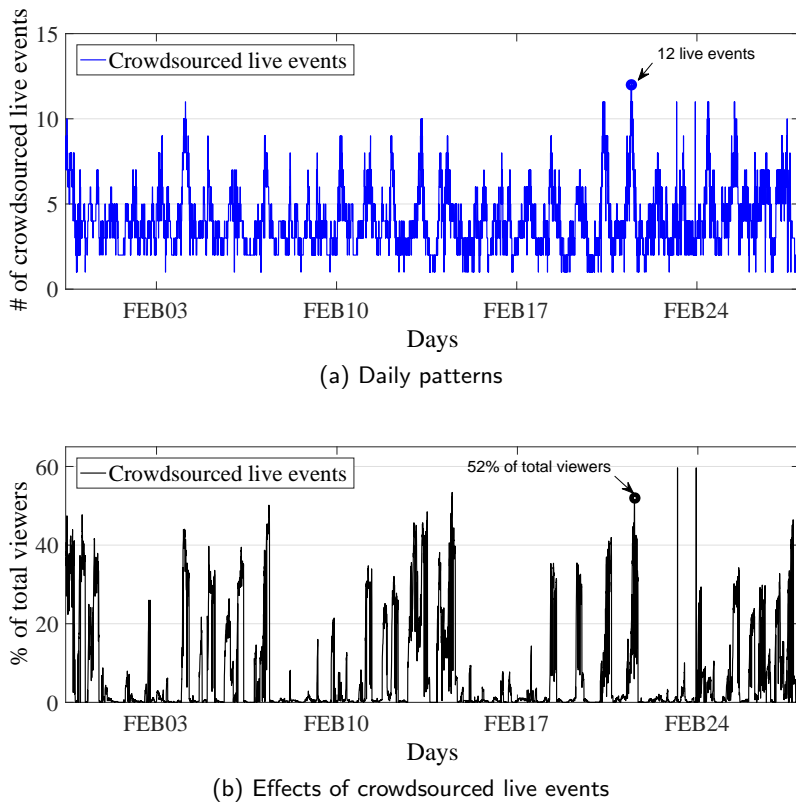 15
10
5
0
# of crowdsourced live events
Crowdsourced live events
12 live events
FEB03
FEB10
FEB17
FEB24
Days
(a) Daily patterns
60
40
20
0
% of total viewers
Crowdsourced live events
52% of total viewers
FEB03
FEB10
FEB17
FEB24
Days
(b) Effects of crowdsourced live events